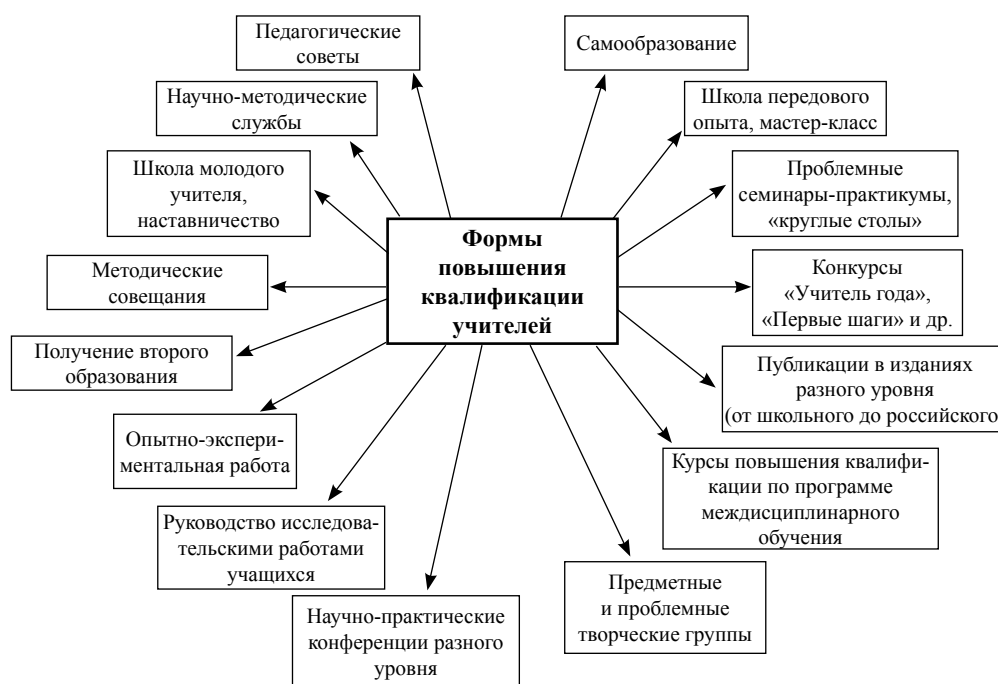 Педагогические
советы
Самообразование
Научно-методические
службы
Школа передового
опыта, мастер-класс
Школа молодого
учителя,
наставничество
Проблемные
семинары-практикумы,
«круглые столы»
Формы
повышения
квалификации
учителей
Методические
совещания
Конкурсы
«Учитель года»,
«Первые шаги» и др.
Получение второго
образования
Публикации в изданиях
разного уровня
(от школьного до российского
Опытно-экспери-
ментальная работа
Курсы повышения квалифи-
кации по программе
междисциплинарного
обучения
Руководство исследова-
тельскими работами
учащихся
Предметные
и проблемные
творческие группы
Научно-практические
конференции разного
уровня